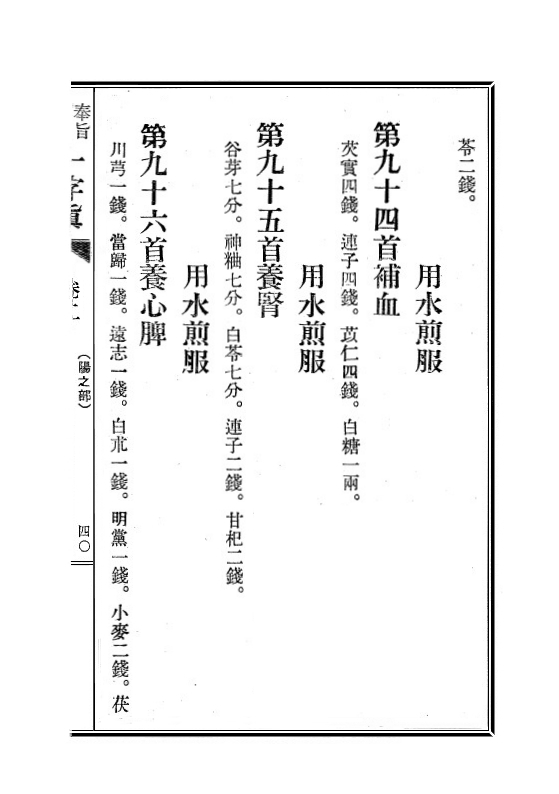 苓二錢。
用水煎服
第九十四首補血
芡實四錢。連子四錢。苡仁四錢。白糖一兩。
用水煎服
第九十五首養腎
谷芽七分。神粬七分。白苓七分。連子二錢。甘杞二錢。
用水煎服
第九十六首養心脾
川芎一錢。當歸一錢。遠志一錢。白朮一錢。明黨一錢。小麥二錢。茯
奉旨
(陽之部)
四〇